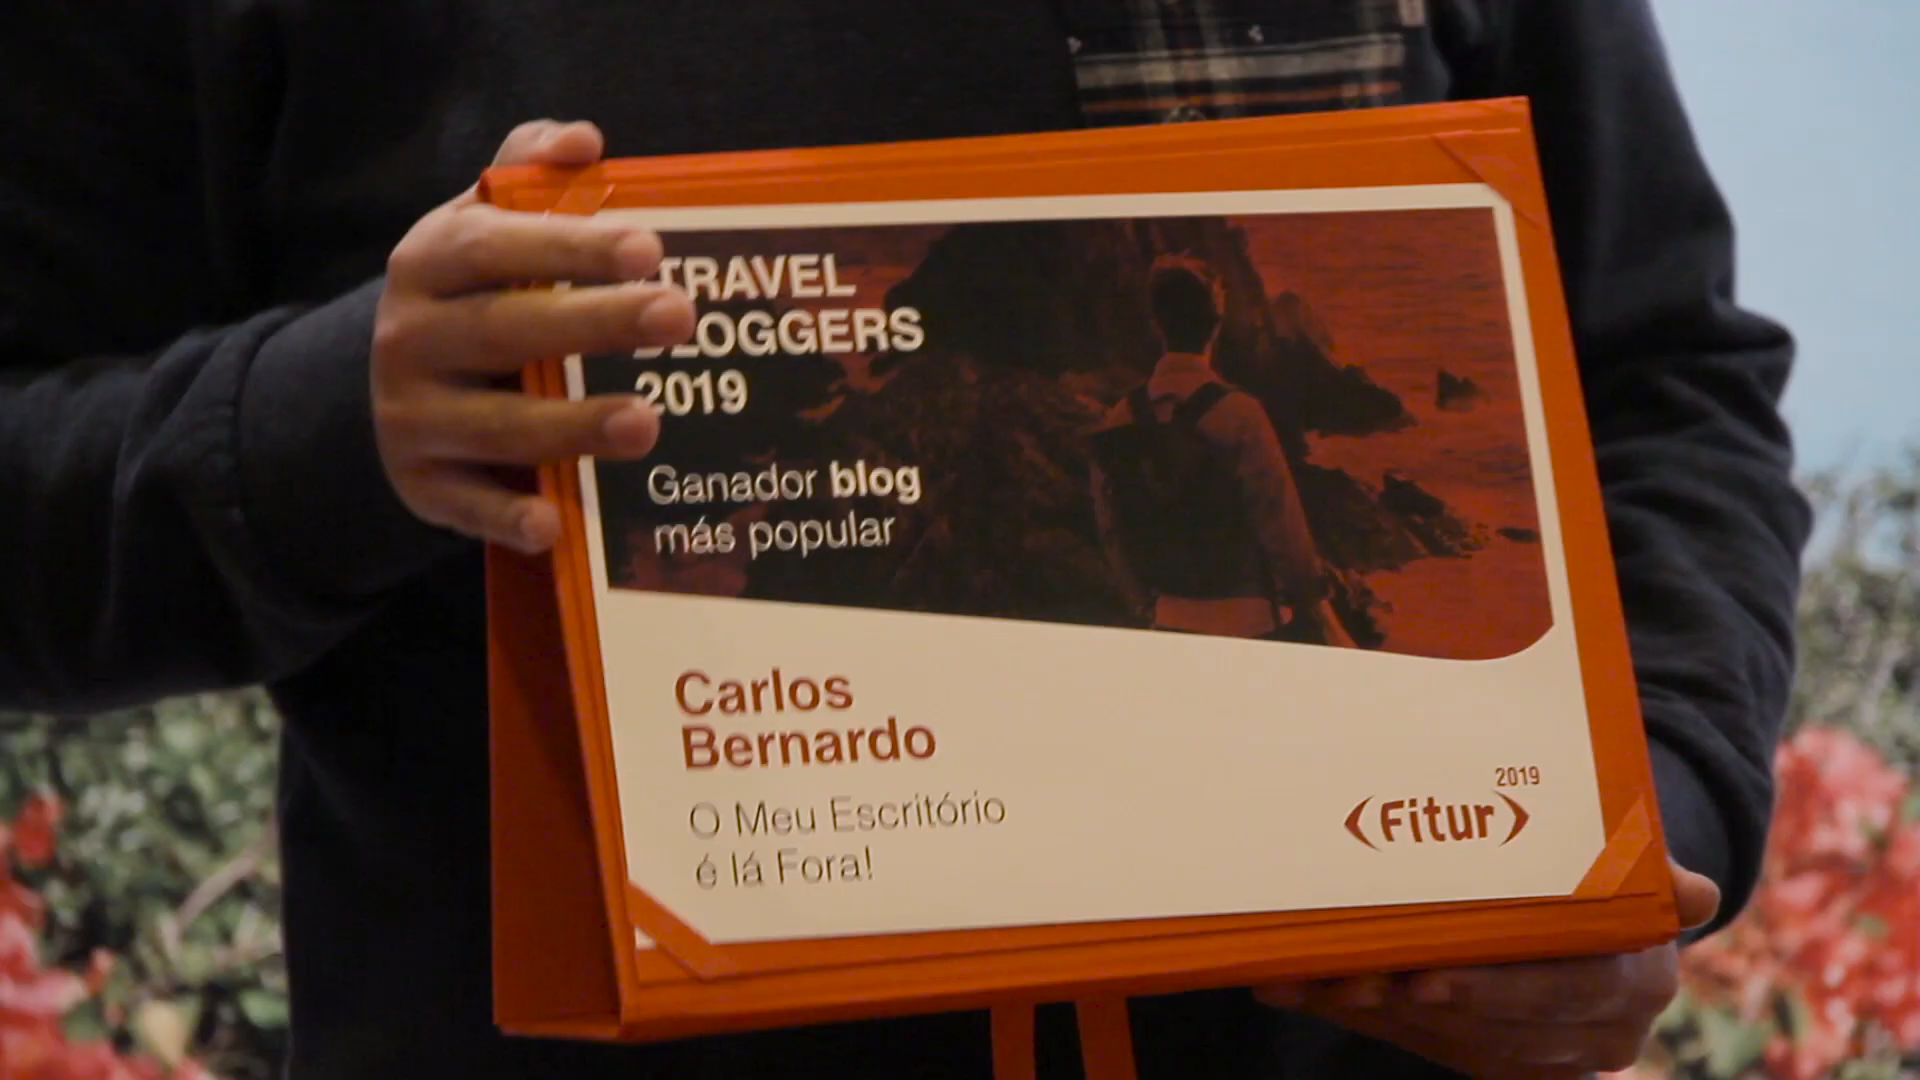 #TRAVEL
BLOGGERS
2019
Ganador blog
más popular
Carlos
Bernardo
O Meu Escritório
é lá Fora!
2019
Fitur